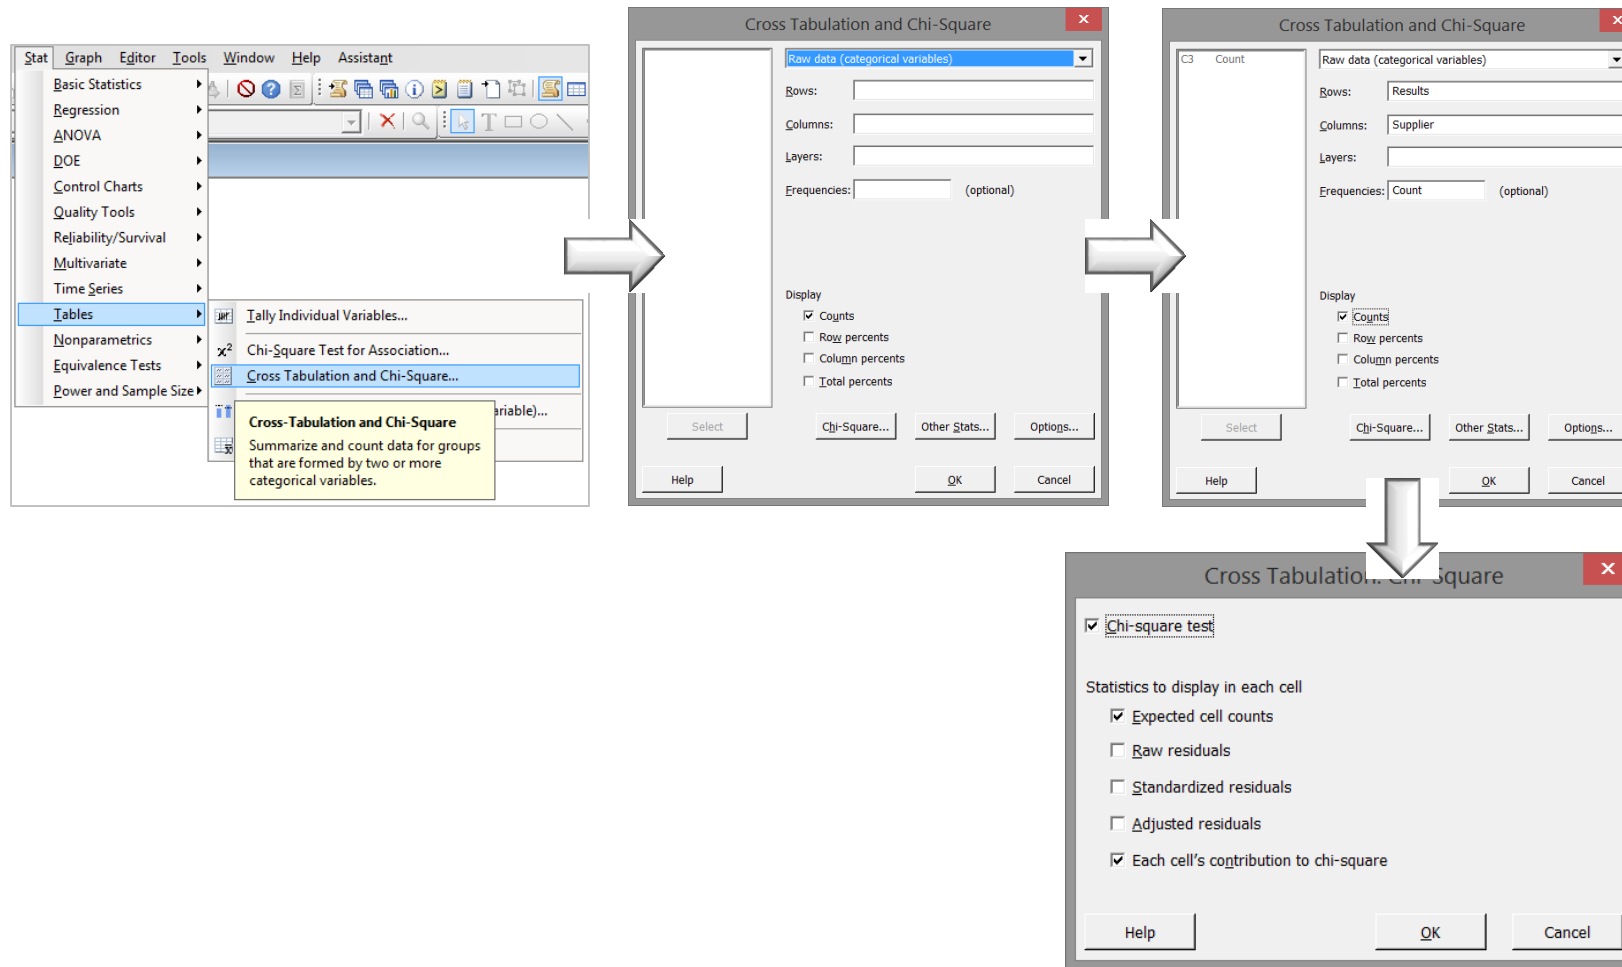 Stat Graph Editor Tools Window Help Assistant
Basic Statistics
Regression
ANOVA
DOE
Control Charts
Quality Tools
Reliability/Survival
Multivariate
Time Series
Tables
Nonparametrics
Equivalence Tests
Power and Sample Size
Tally Individual Variables...
Chi-Square Test for Association...
Cross Tabulation and Chi-Square...
ariable)...
Cross-Tabulation and Chi-Square
Summarize and count data for groups
that are formed by two or more
categorical variables.
Cross Tabulation and Chi-Square
Raw data (categorical variables)
Rows:
Columns:
Layers:
Frequencies: (optional)
Display
Counts
Row percents
Column percents
Total percents
Select Chi-Square... Other Stats... Options...
Help OK Cancel
Cross Tabulation and Chi-Square
C3 Count
Raw data (categorical variables)
Rows: Results
Columns: Supplier
Layers:
Frequencies: Count (optional)
Display
Counts
Row percents
Column percents
Total percents
Select Chi-Square... Other Stats... Options...
Help OK Cancel
Cross Tabulation: Chi-Square
Chi-square test
Statistics to display in each cell
Expected cell counts
Raw residuals
Standardized residuals
Adjusted residuals
Each cell's contribution to chi-square
Help OK Cancel